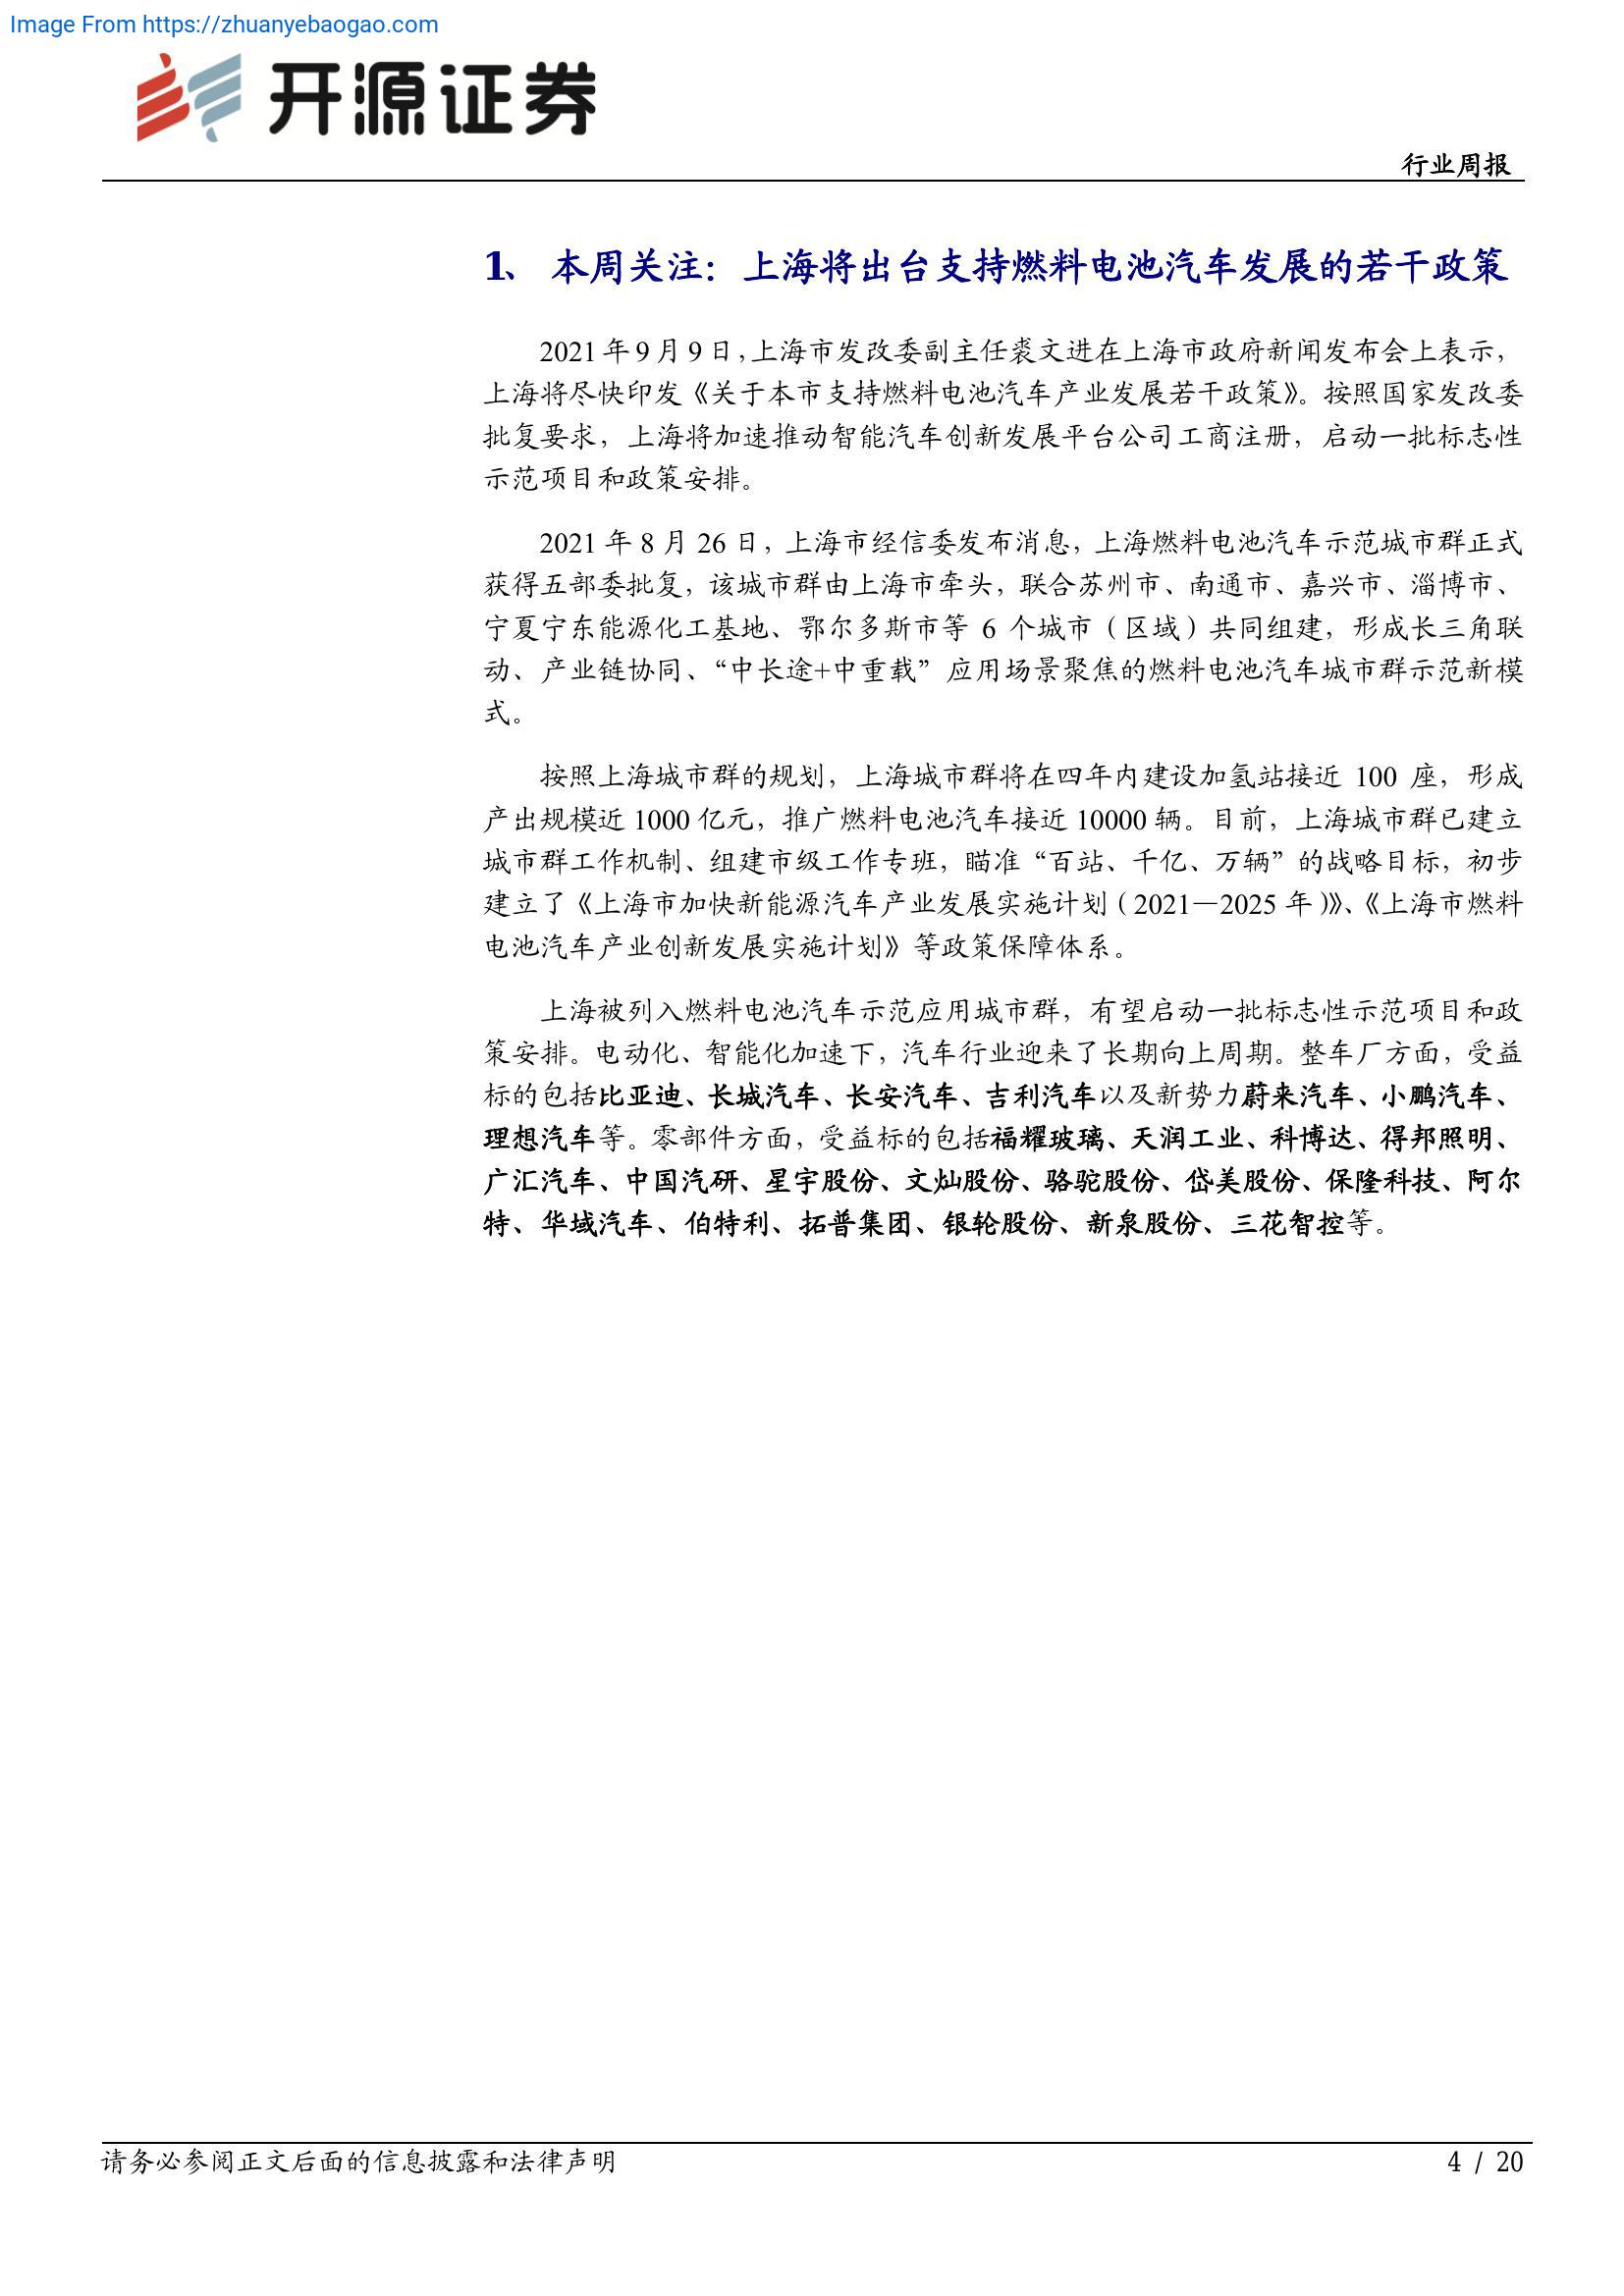 Image From https://zhuanyebaogao.com
开源证券
行业周报
1、 本周关注：上海将出台支持燃料电池汽车发展的若干政策
2021年9月9日，上海市发改委副主任裘文进在上海市政府新闻发布会上表示，
上海将尽快印发《关于本市支持燃料电池汽车产业发展若干政策》。按照国家发改委
批复要求，上海将加速推动智能汽车创新发展平台公司工商注册，启动一批标志性
示范项目和政策安排。
2021 年 8 月 26 日，上海市经信委发布消息，上海燃料电池汽车示范城市群正式
获得五部委批复，该城市群由上海市牵头，联合苏州市、南通市、嘉兴市、淄博市、
宁夏宁东能源化工基地、鄂尔多斯市等 6 个城市（区域）共同组建，形成长三角联
动、产业链协同、“中长途+中重载”应用场景聚焦的燃料电池汽车城市群示范新模
式。
按照上海城市群的规划，上海城市群将在四年内建设加氢站接近 100 座，形成
产出规模近 1000 亿元，推广燃料电池汽车接近 10000 辆。目前，上海城市群已建立
城市群工作机制、组建市级工作专班，瞄准“百站、千亿、万辆”的战略目标，初步
建立了《上海市加快新能源汽车产业发展实施计划（2021—2025 年）》、《上海市燃料
电池汽车产业创新发展实施计划》等政策保障体系。
上海被列入燃料电池汽车示范应用城市群，有望启动一批标志性示范项目和政
策安排。电动化、智能化加速下，汽车行业迎来了长期向上周期。整车厂方面，受益
标的包括比亚迪、长城汽车、长安汽车、吉利汽车以及新势力蔚来汽车、小鹏汽车、
理想汽车等。零部件方面，受益标的包括福耀玻璃、天润工业、科博达、得邦照明、
广汇汽车、中国汽研、星宇股份、文灿股份、骆驼股份、岱美股份、保隆科技、阿尔
特、华域汽车、伯特利、拓普集团、银轮股份、新泉股份、三花智控等。
请务必参阅正文后面的信息披露和法律声明
4 / 20